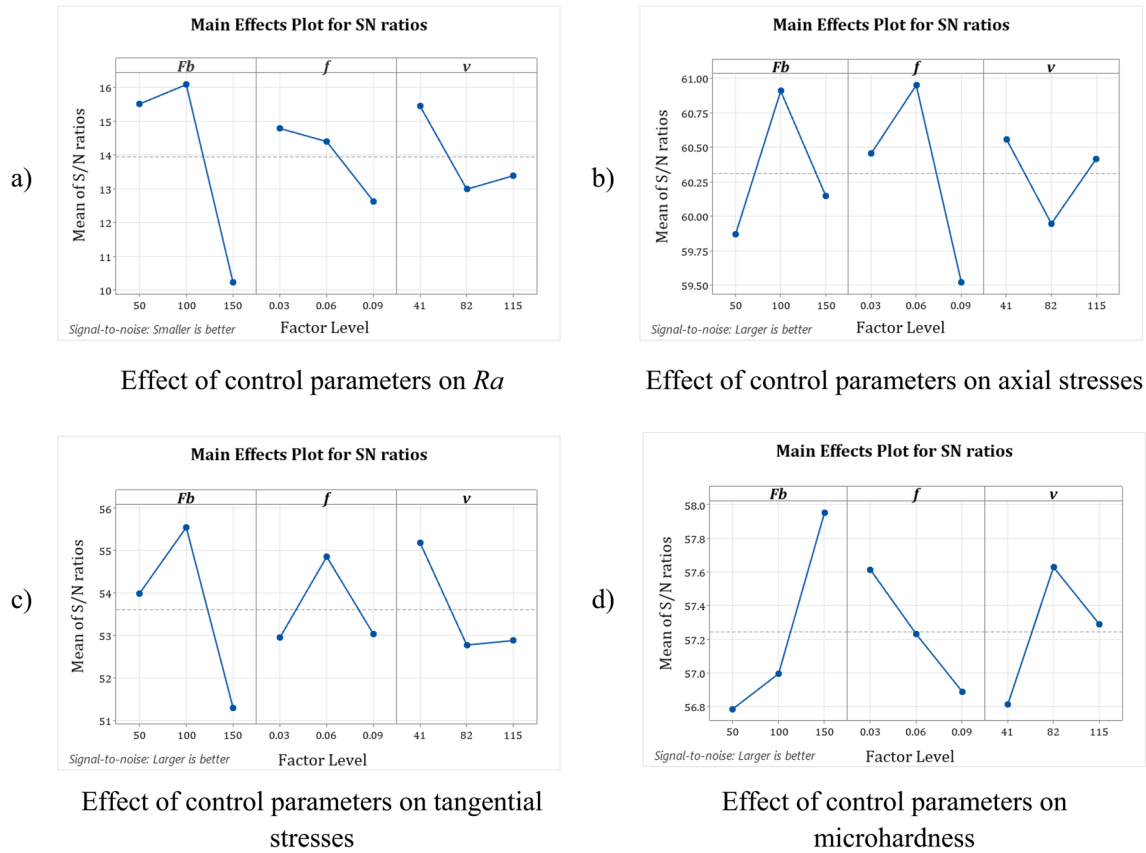 a)
Main Effects Plot for SN ratios
Fb f v
Mean of S/N ratios
16
15
14
13
12
11
10
50 100 150 0.03 0.06 0.09 41 82 115
Signal-to-noise: Smaller is better
Factor Level
Effect of control parameters on Ra
b)
Main Effects Plot for SN ratios
Fb f v
Mean of S/N ratios
61.00
60.75
60.50
60.25
60.00
59.75
59.50
50 100 150 0.03 0.06 0.09 41 82 115
Signal-to-noise: Larger is better
Factor Level
Effect of control parameters on axial stresses
c)
Main Effects Plot for SN ratios
Fb f v
Mean of S/N ratios
56
55
54
53
52
51
50 100 150 0.03 0.06 0.09 41 82 115
Signal-to-noise: Larger is better
Factor Level
Effect of control parameters on tangential
stresses
d)
Main Effects Plot for SN ratios
Fb f v
Mean of S/N ratios
58.0
57.8
57.6
57.4
57.2
57.0
56.8
50 100 150 0.03 0.06 0.09 41 82 115
Signal-to-noise: Larger is better
Factor Level
Effect of control parameters on
microhardness